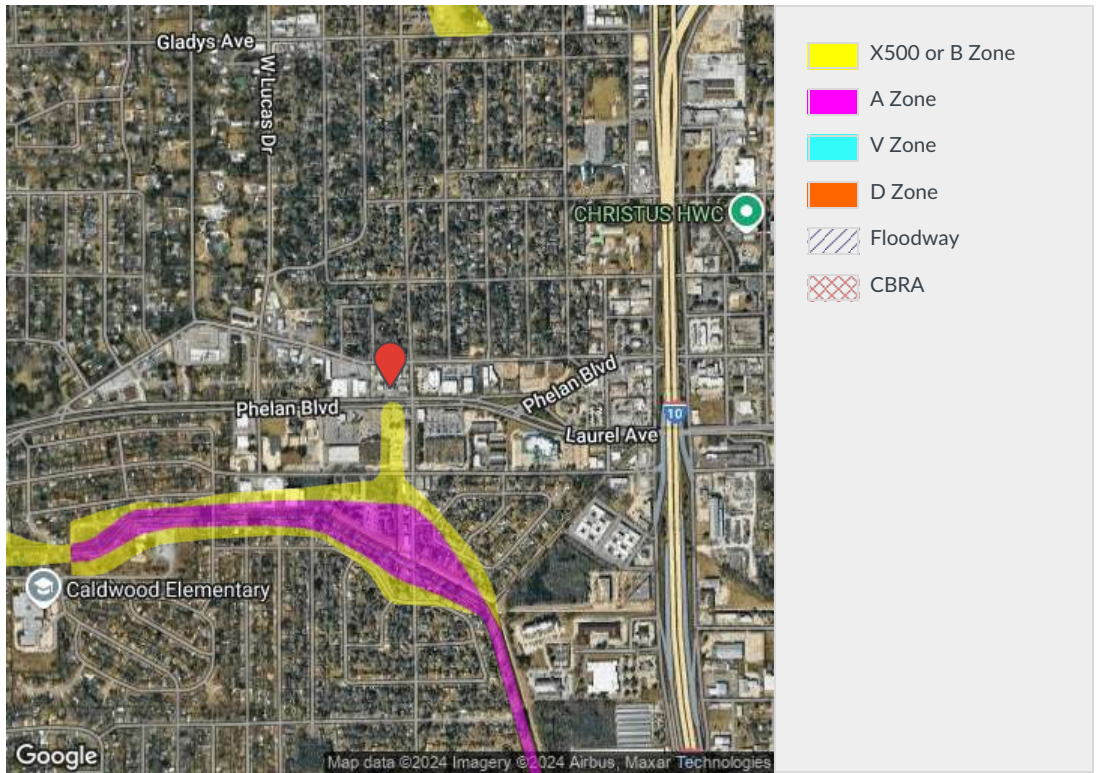 Gladys Ave
W Lucas Dr
CHRISTUS HWC
Phelan Blvd
Phelan Blvd
Laurel Ave
10
Caldwood Elementary
Google
Map data ©2024 Imagery ©2024 Airbus, Maxar Technologies
X500 or B Zone
A Zone
V Zone
D Zone
Floodway
CBRA